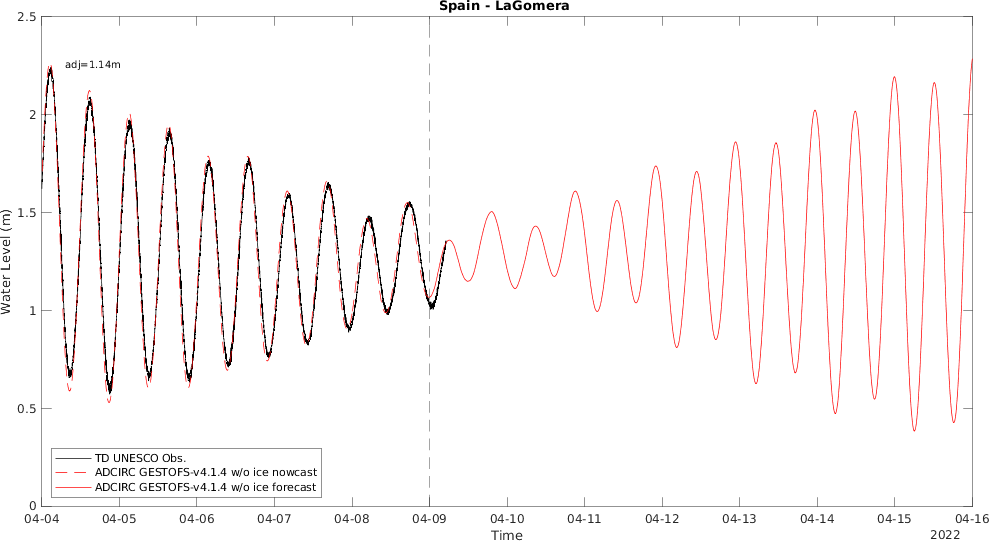 Spain - LaGomera
2.5
adj=1.14m
2
1.5
Water Level (m)
1
0.5
TD UNESCO Obs.
ADCIRC GESTOFS-v4.1.4 w/o ice nowcast
ADCIRC GESTOFS-v4.1.4 w/o ice forecast
0
04-04 04-05 04-06 04-07 04-08 04-09 04-10 04-11 04-12 04-13 04-14 04-15 04-16
Time
2022